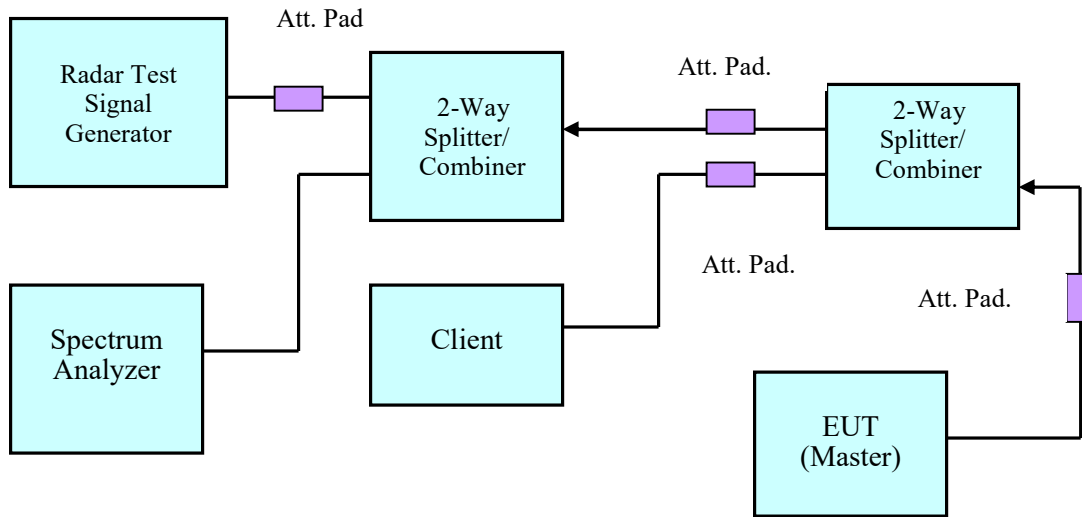 Att. Pad
Radar Test
Signal
Generator
2-Way
Splitter/
Combiner
Att. Pad.
2-Way
Splitter/
Combiner
Att. Pad.
Att. Pad.
Spectrum
Analyzer
Client
EUT
(Master)